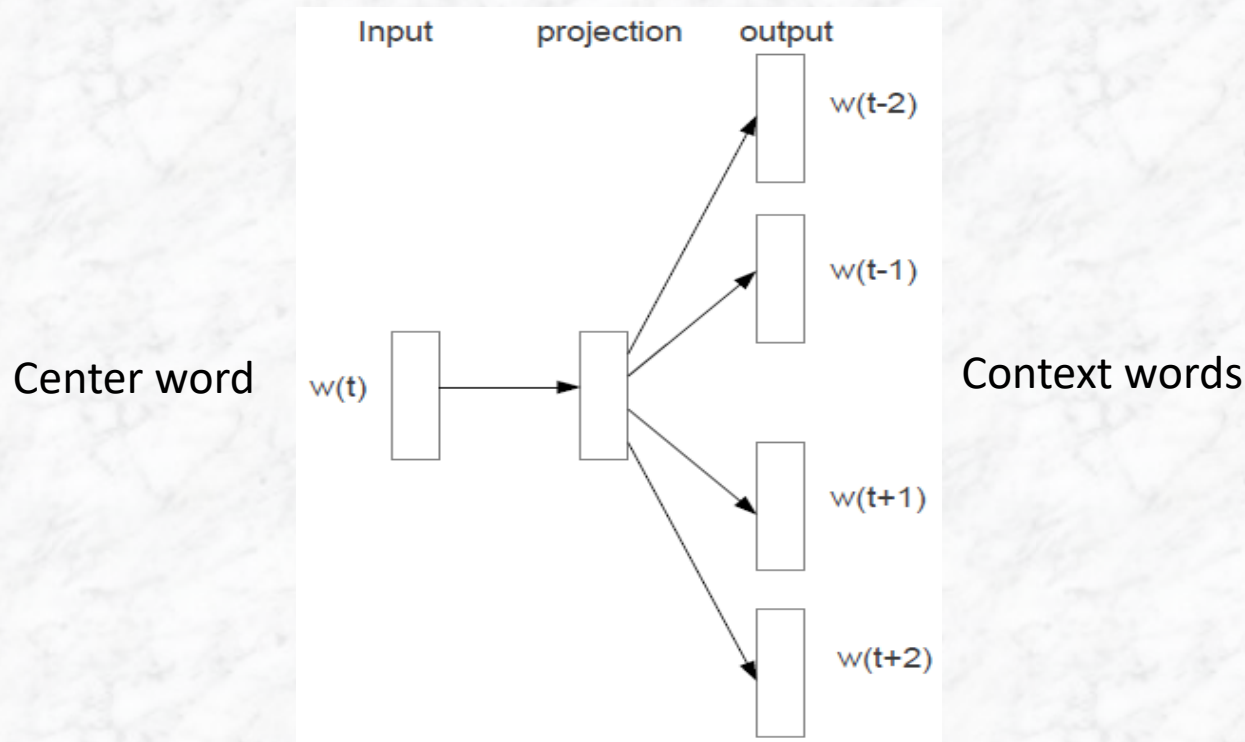 Input projection output
w(t-2)
w(t-1)
Center word w(t) Context words
w(t+1)
w(t+2)